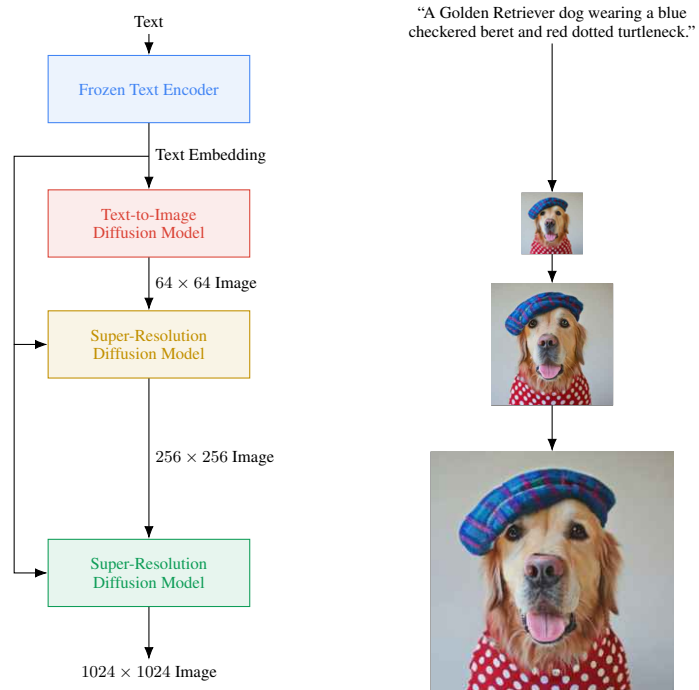 Text
Frozen Text Encoder
Text Embedding
Text-to-Image
Diffusion Model
64 × 64 Image
Super-Resolution
Diffusion Model
256 × 256 Image
Super-Resolution
Diffusion Model
1024 × 1024 Image
“A Golden Retriever dog wearing a blue
checkered beret and red dotted turtleneck.”